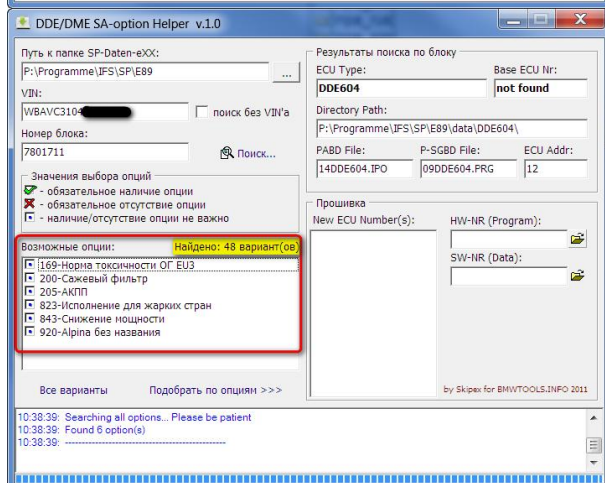 DDE/DME SA-option Helper v.1.0
Путь к папке SP-Daten-eXX:
P:\Programme\IFS\SP\E89
...
VIN:
WBAVC3104
поиск без VIN'а
Номер блока:
7801711
Поиск...
Значения выбора опций
- обязательное наличие опции
- обязательное отсутствие опции
- наличие/отсутствие опции не важно
Возможные опции:
Найдено: 48 вариант(ов)
169-Норма токсичности ОГ EU3
200-Сажевый фильтр
205-АКПП
823-Исполнение для жарких стран
843-Снижение мощности
920-Alpina без названия
Все варианты
Подобрать по опциям >>>
Результаты поиска по блоку
ECU Type:
Base ECU Nr:
DDE604
not found
Directory Path:
P:\Programme\IFS\SP\E89\data\DDE604\
PABD File:
P-SGBD File:
ECU Addr:
14DDE604.IPO
09DDE604.PRG
12
Прошивка
New ECU Number(s):
HW-NR (Program):
SW-NR (Data):
by Skipex for BMWTOOLS.INFO 2011
10:38:39: Searching all options... Please be patient
10:38:39: Found 6 option(s)
10:38:39: ------------------------------------------------